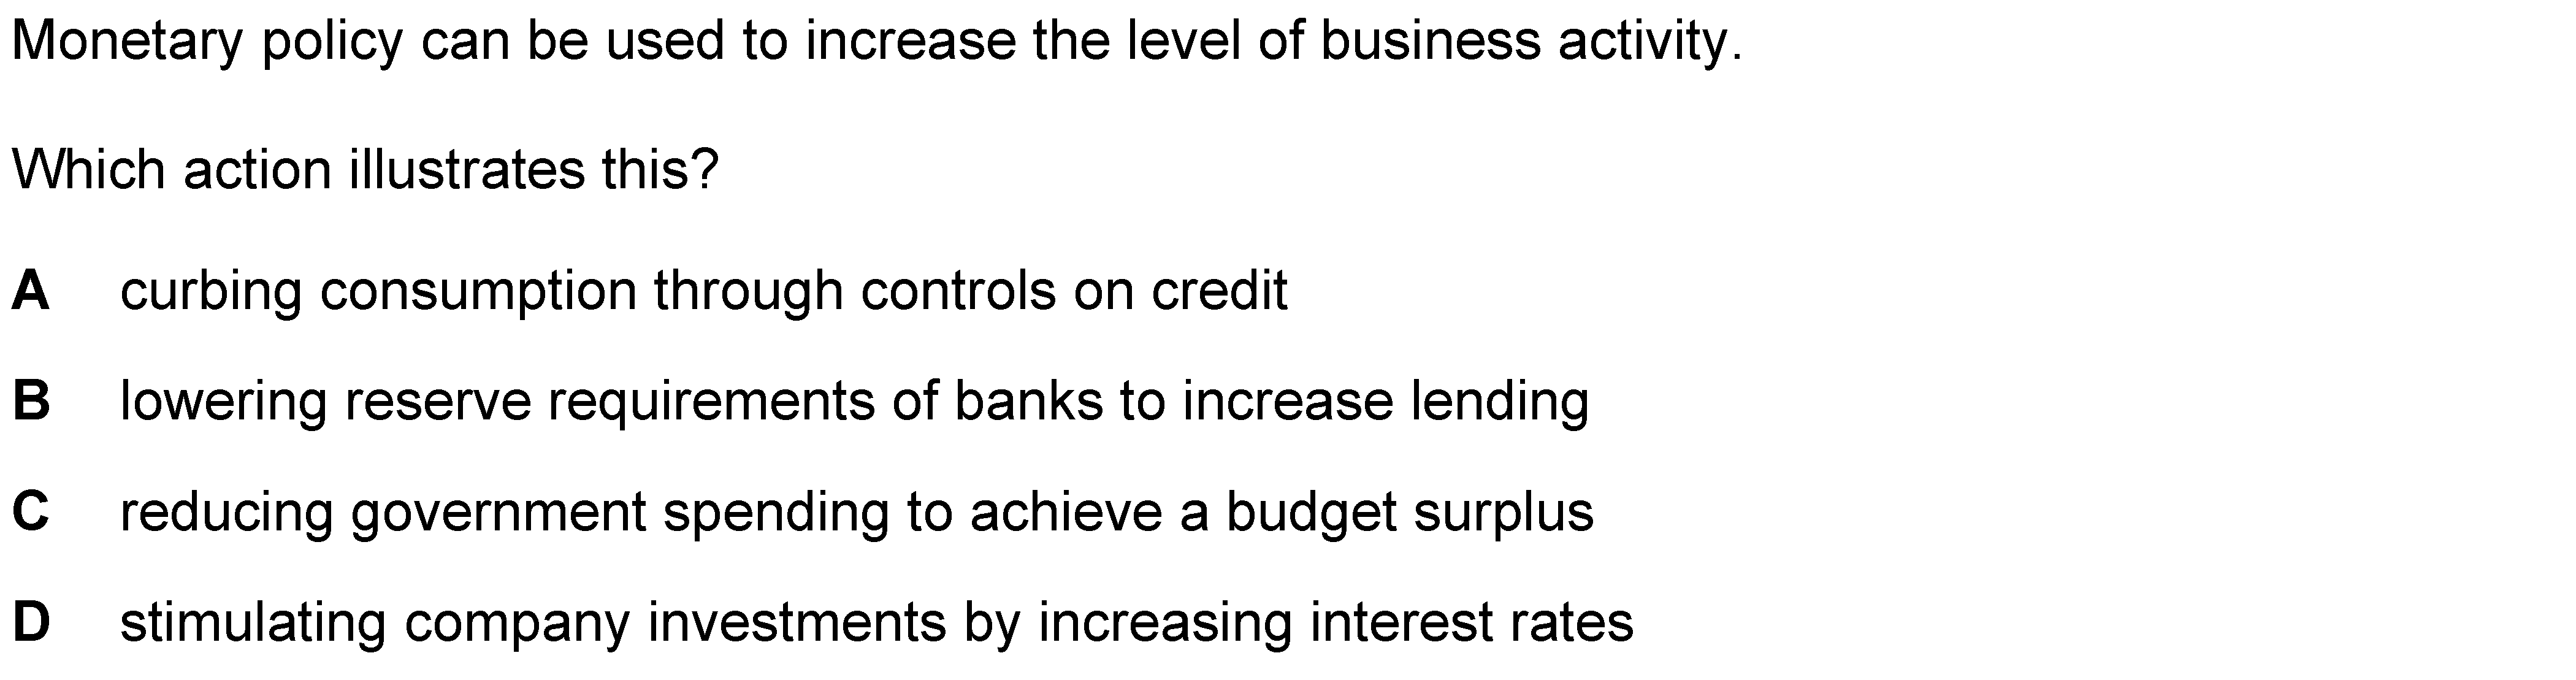 Monetary policy can be used to increase the level of business activity.
Which action illustrates this?
A curbing consumption through controls on credit
B lowering reserve requirements of banks to increase lending
C reducing government spending to achieve a budget surplus
D stimulating company investments by increasing interest rates